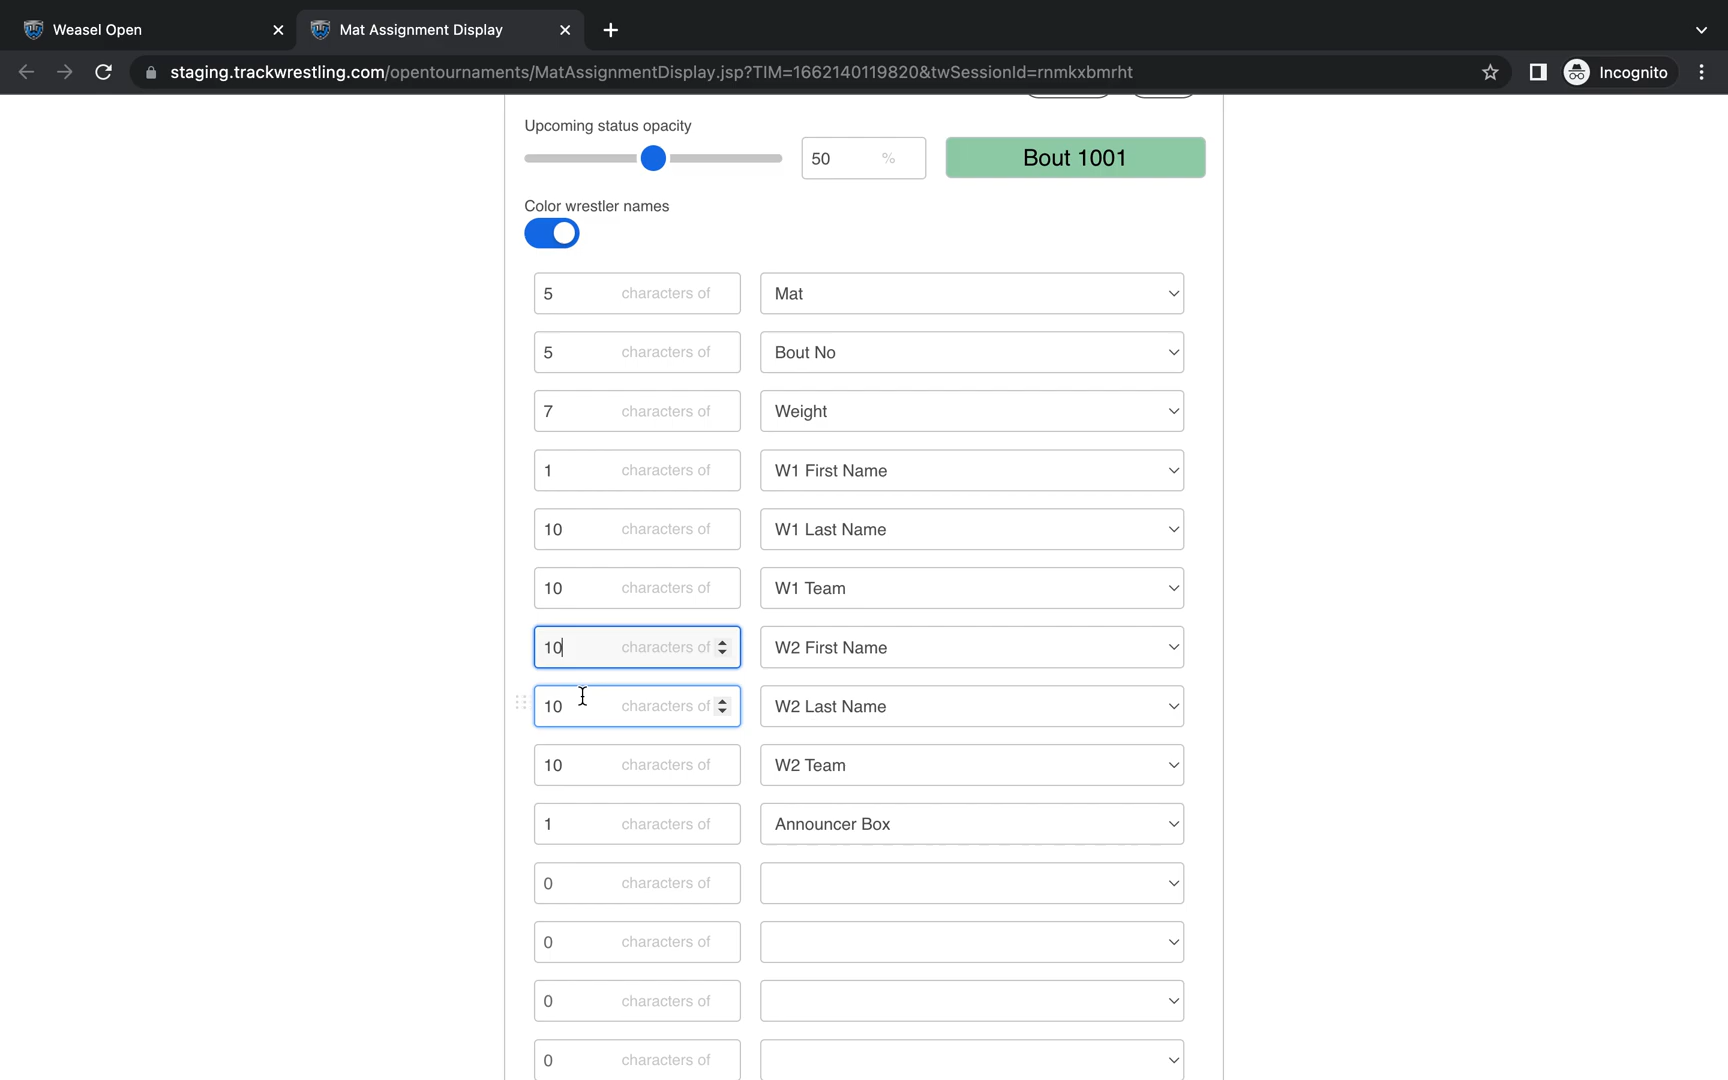 Weasel Open
Mat Assignment Display
staging.trackwrestling.com/opentournaments/MatAssignmentDisplay.jsp?TIM=1662140119820&twSessionId=rnmkxbmrht
Incognito
Upcoming status opacity
50 %
Bout 1001
Color wrestler names
5 characters of Mat
5 characters of Bout No
7 characters of Weight
1 characters of W1 First Name
10 characters of W1 Last Name
10 characters of W1 Team
10 characters of W2 First Name
10 characters of W2 Last Name
10 characters of W2 Team
1 characters of Announcer Box
0 characters of
0 characters of
0 characters of
0 characters of